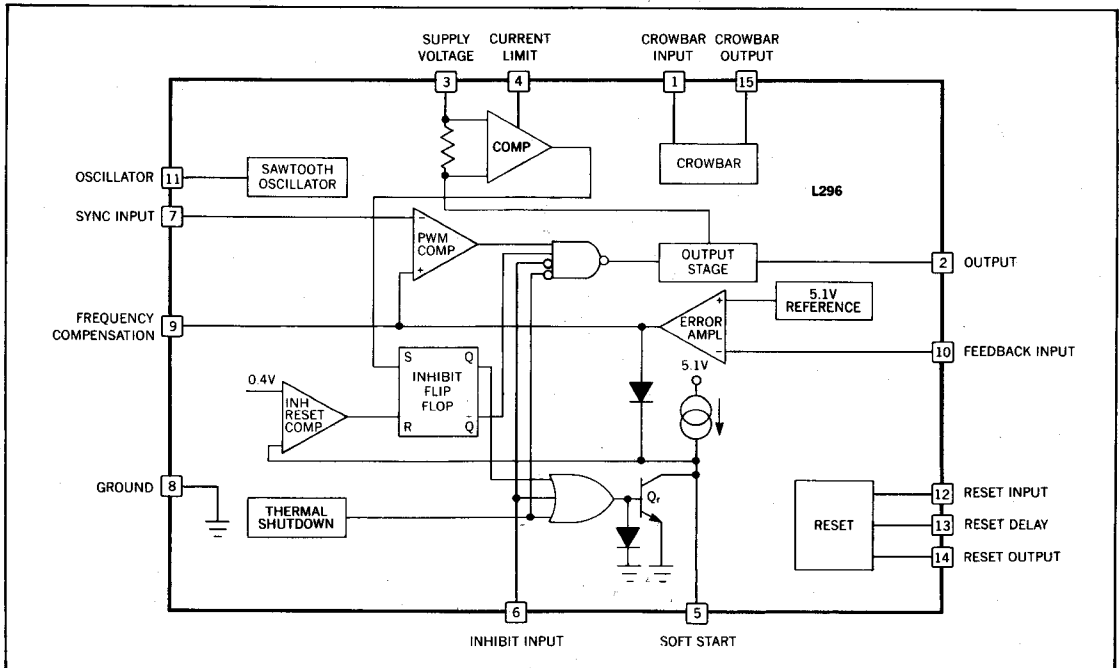 SUPPLY VOLTAGE
CURRENT LIMIT
CROWBAR INPUT
CROWBAR OUTPUT
3
4
1
15
COMP
CROWBAR
L296
OSCILLATOR
11
SAWTOOTH OSCILLATOR
SYNC INPUT
7
−
PWM COMP
+
OUTPUT STAGE
2
OUTPUT
5.1V REFERENCE
+
ERROR AMPL
−
FREQUENCY COMPENSATION
9
10
FEEDBACK INPUT
5.1V
S
Q
INHIBIT FLIP FLOP
R
Q̅
0.4V
INH RESET COMP
GROUND
8
THERMAL SHUTDOWN
Qr
RESET
12
RESET INPUT
13
RESET DELAY
14
RESET OUTPUT
6
5
INHIBIT INPUT
SOFT START